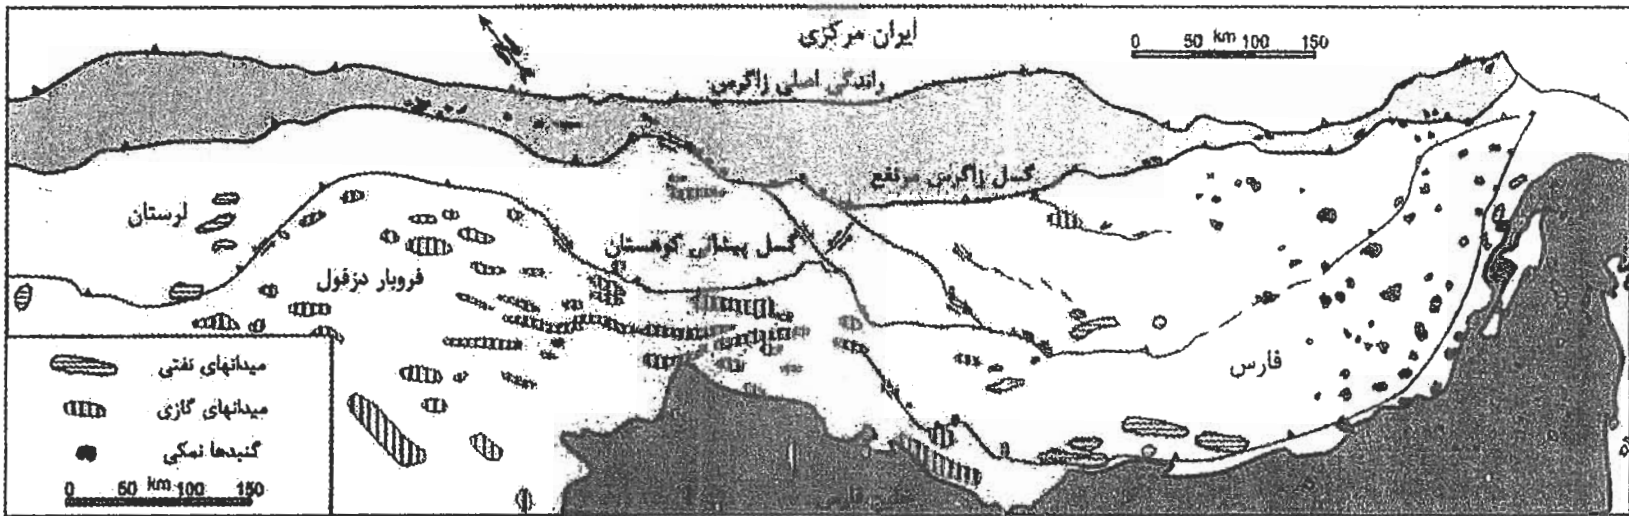 ایران مرکزی
0 50 km 100 150
راندگی اصلی زاگرس
گسل زاگرس مرتفع
لرستان
گسل پیشانی کوهستان
فروبار دزفول
فارس
میدانهای نفتی
میدانهای گازی
گنبدها نمکی
0 50 km 100 150